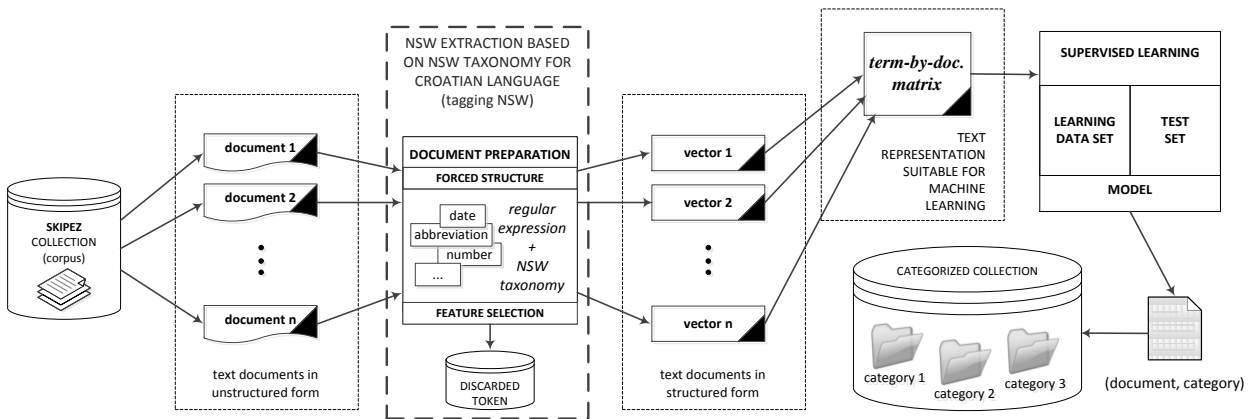 SKIPEZ
COLLECTION
(corpus)
document 1
document 2
document n
text documents in
unstructured form
NSW EXTRACTION BASED
ON NSW TAXONOMY FOR
CROATIAN LANGUAGE
(tagging NSW)
DOCUMENT PREPARATION
FORCED STRUCTURE
date
abbreviation
number
...
regular
expression
+
NSW
taxonomy
FEATURE SELECTION
DISCARDED
TOKEN
vector 1
vector 2
vector n
text documents in
structured form
term-by-doc.
matrix
TEXT
REPRESENTATION
SUITABLE FOR
MACHINE
LEARNING
SUPERVISED LEARNING
LEARNING
DATA SET
TEST
SET
MODEL
(document, category)
CATEGORIZED COLLECTION
category 1
category 2
category 3